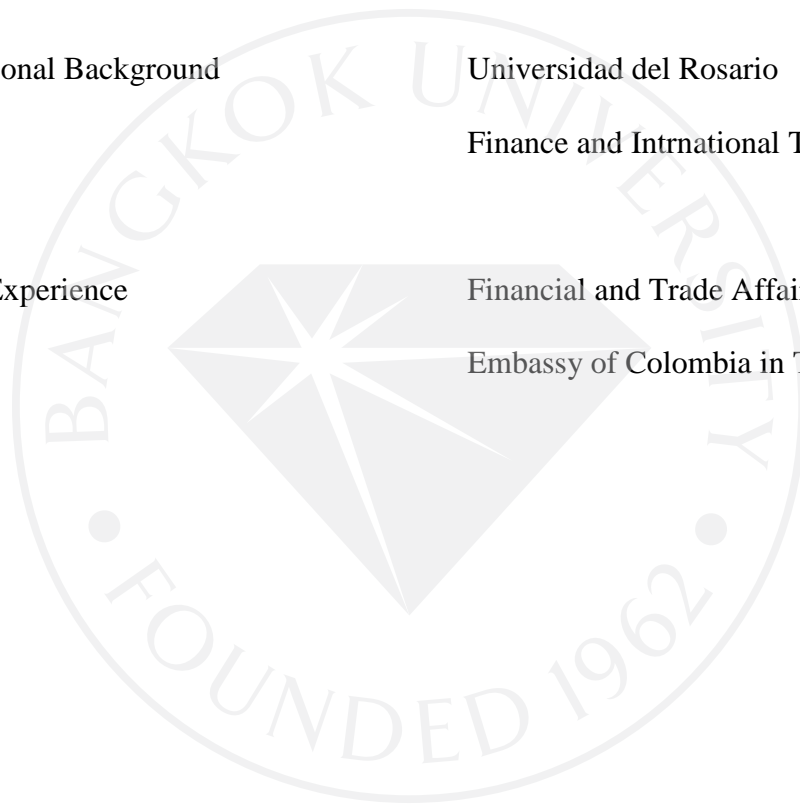 onal Background Universidad del Rosario
Finance and Intrnational T
Experience Financial and Trade Affai
Embassy of Colombia in T
BANGKOK UNIVERSITY
FOUNDED 1962